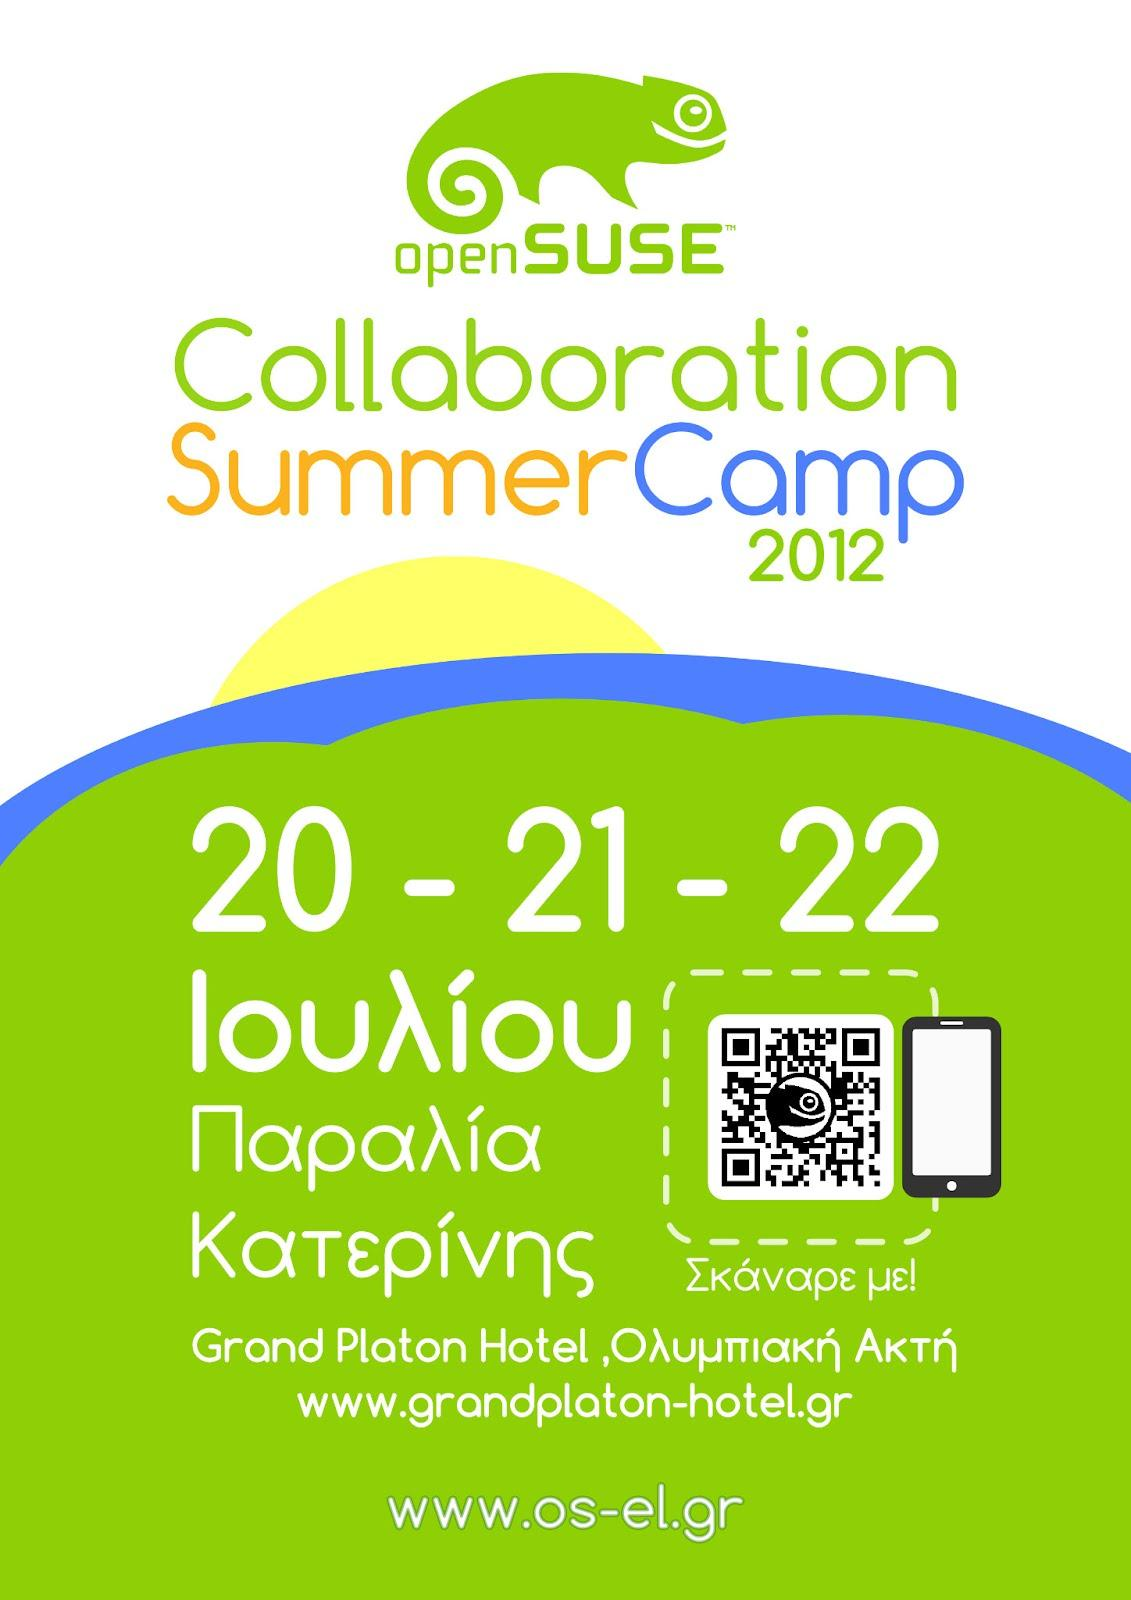 openSUSE™
Collaboration
SummerCamp
2012
20 - 21 - 22
Ιουλίου
Παραλία
Κατερίνης
Σκάναρε με!
Grand Platon Hotel ,Ολυμπιακή Ακτή
www.grandplaton-hotel.gr
www.os-el.gr